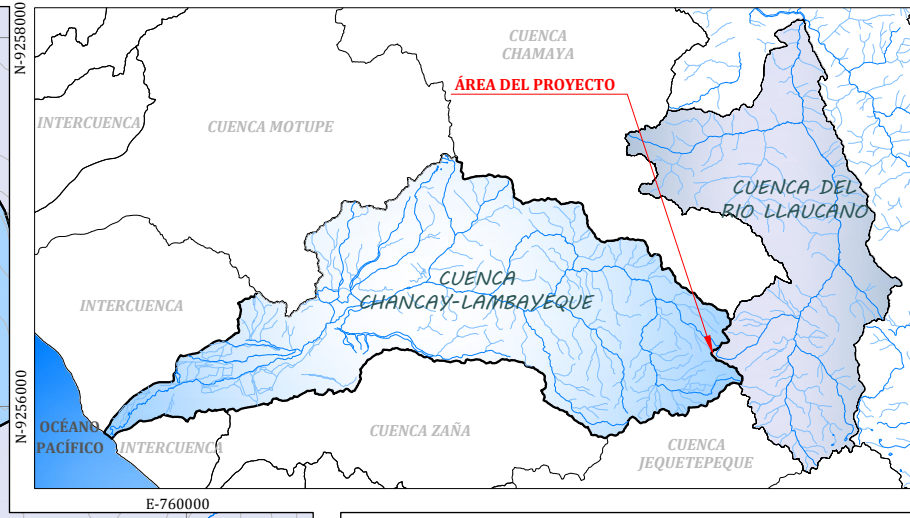 N-9258000
CUENCA
CHAMAYA
ÁREA DEL PROYECTO
INTERCUENCA
CUENCA MOTUPE
CUENCA DEL
RIO LLAUCANO
CUENCA
CHANCAY-LAMBAYEQUE
INTERCUENCA
N-9256000
OCÉANO
PACÍFICO
INTERCUENCA
CUENCA ZAÑA
CUENCA
JEQUETEPEQUE
E-760000